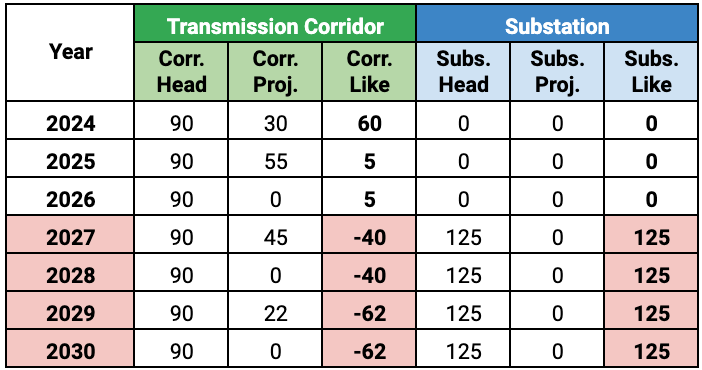 Year Transmission Corridor Substation
Corr. Head Corr. Proj. Corr. Like Subs. Head Subs. Proj. Subs. Like
2024 90 30 60 0 0 0
2025 90 55 5 0 0 0
2026 90 0 5 0 0 0
2027 90 45 -40 125 0 125
2028 90 0 -40 125 0 125
2029 90 22 -62 125 0 125
2030 90 0 -62 125 0 125